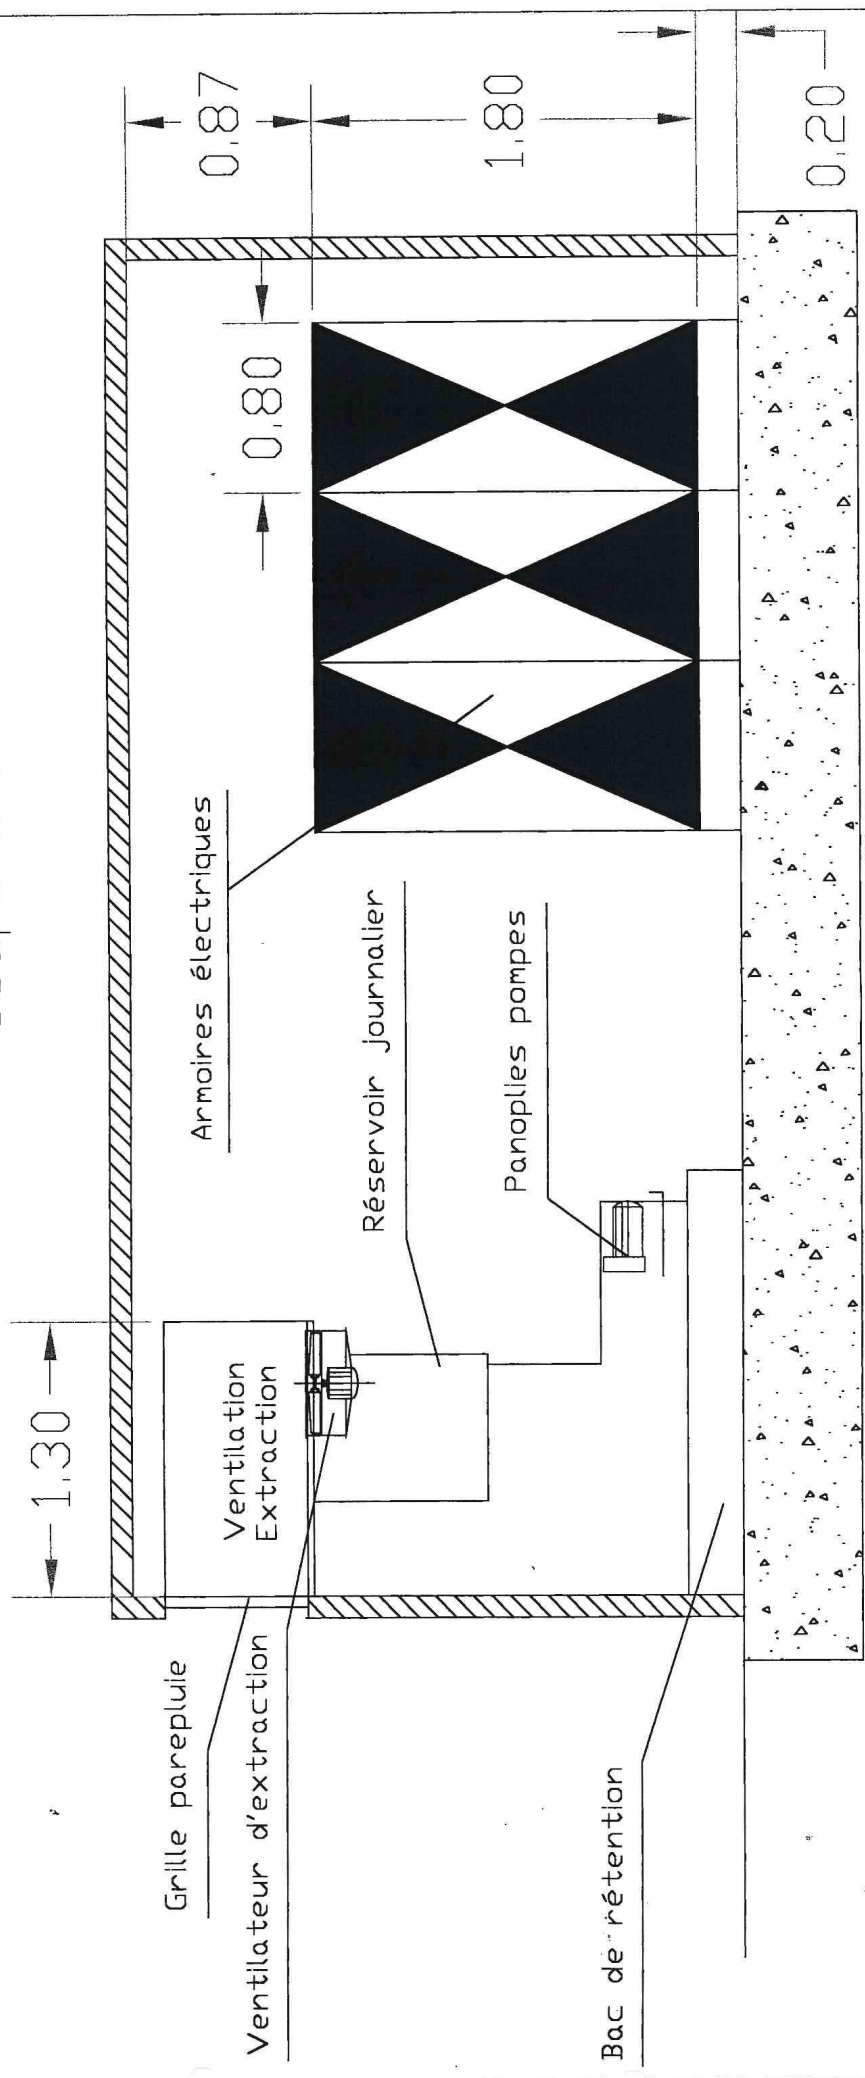 1.30
0.87
Grille parepluie
Ventilation
Extraction
Armoires électriques
0.80
Ventilateur d'extraction
Réservoir journalier
1.80
Panoplies pompes
Bac de rétention
0.20